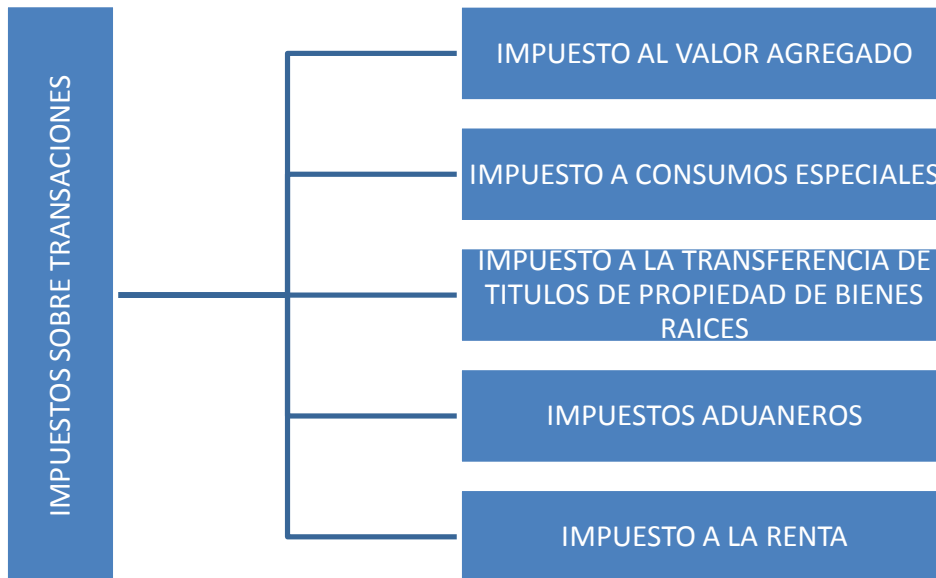 IMPUESTOS SOBRE TRANSACIONES
IMPUESTO AL VALOR AGREGADO
IMPUESTO A CONSUMOS ESPECIALES
IMPUESTO A LA TRANSFERENCIA DE
TITULOS DE PROPIEDAD DE BIENES
RAICES
IMPUESTOS ADUANEROS
IMPUESTO A LA RENTA